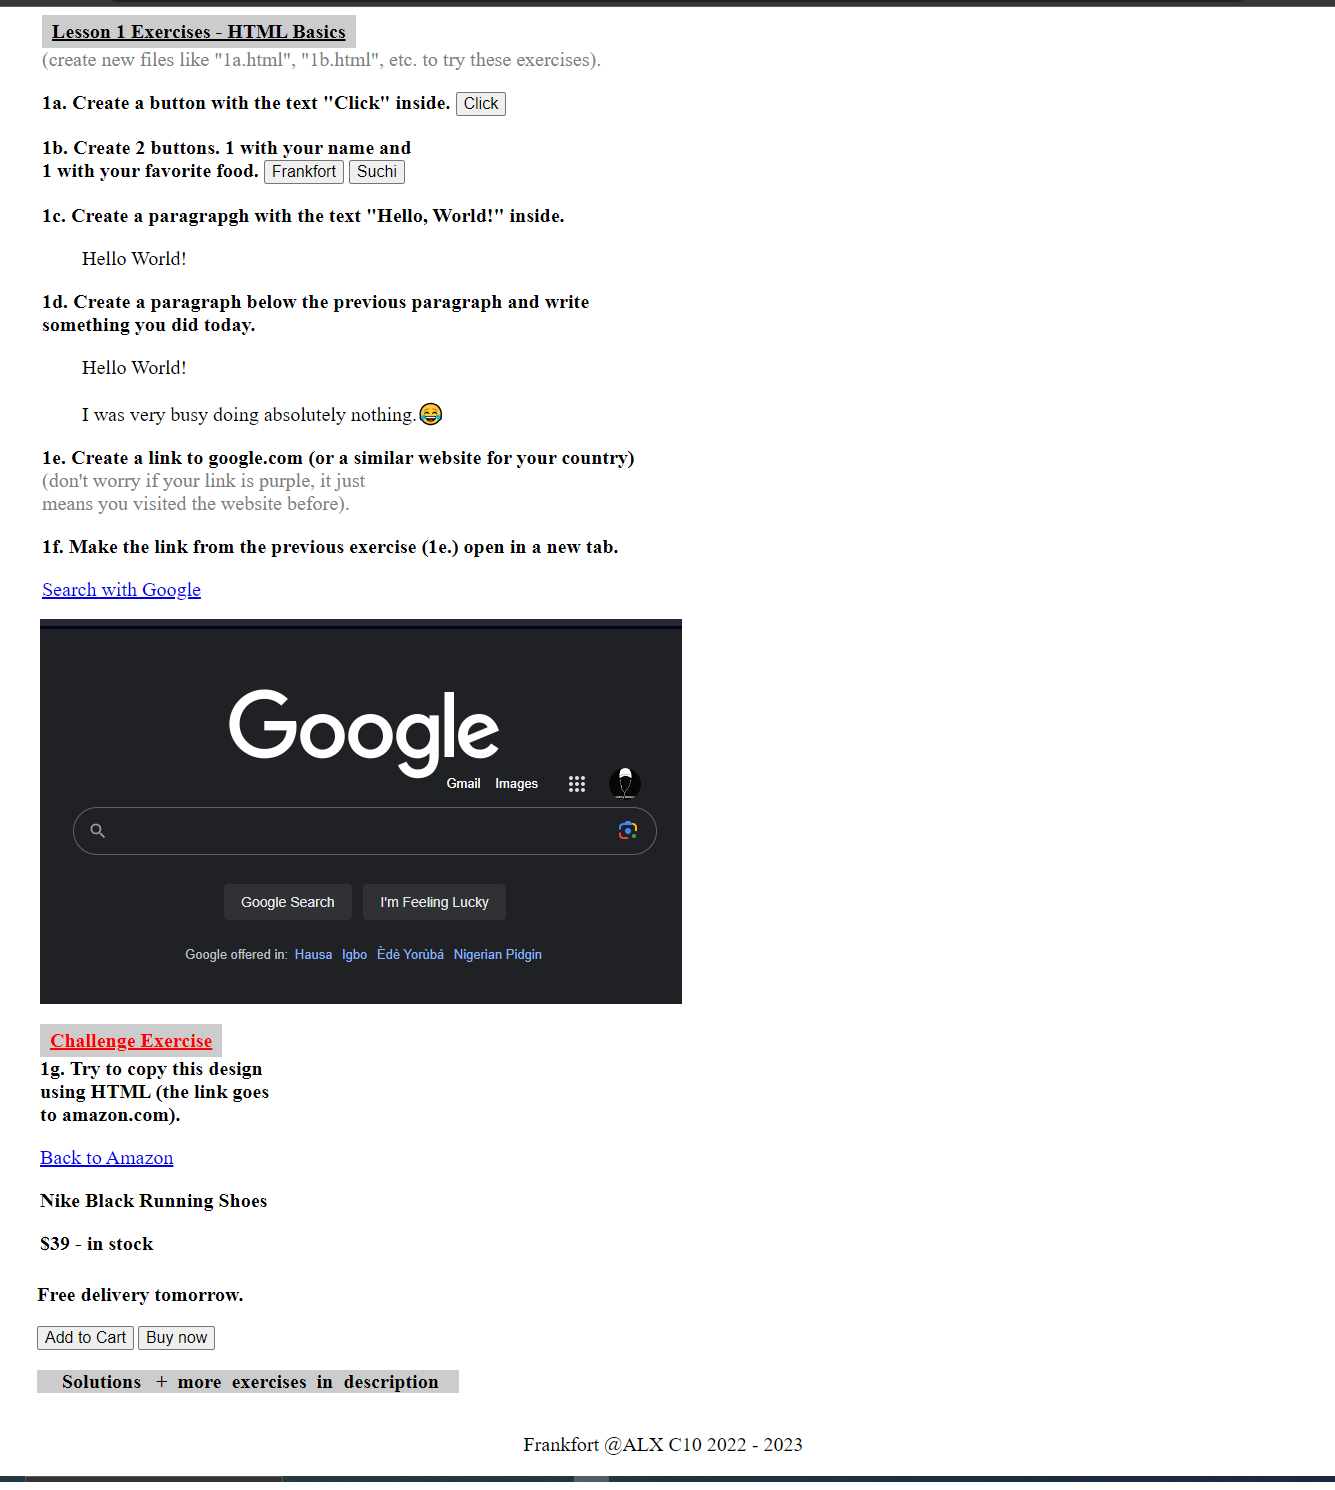 Lesson 1 Exercises - HTML Basics
(create new files like "1a.html", "1b.html", etc. to try these exercises).
1a. Create a button with the text "Click" inside. Click
1b. Create 2 buttons. 1 with your name and
1 with your favorite food. Frankfort Suchi
1c. Create a paragrapgh with the text "Hello, World!" inside.
Hello World!
1d. Create a paragraph below the previous paragraph and write
something you did today.
Hello World!
I was very busy doing absolutely nothing.😂
1e. Create a link to google.com (or a similar website for your country)
(don't worry if your link is purple, it just
means you visited the website before).
1f. Make the link from the previous exercise (1e.) open in a new tab.
Search with Google
Google
Gmail Images
Google Search I'm Feeling Lucky
Google offered in: Hausa Igbo Èdè Yorùbá Nigerian Pidgin
Challenge Exercise
1g. Try to copy this design
using HTML (the link goes
to amazon.com).
Back to Amazon
Nike Black Running Shoes
$39 - in stock
Free delivery tomorrow.
Add to Cart Buy now
Solutions + more exercises in description
Frankfort @ALX C10 2022 - 2023